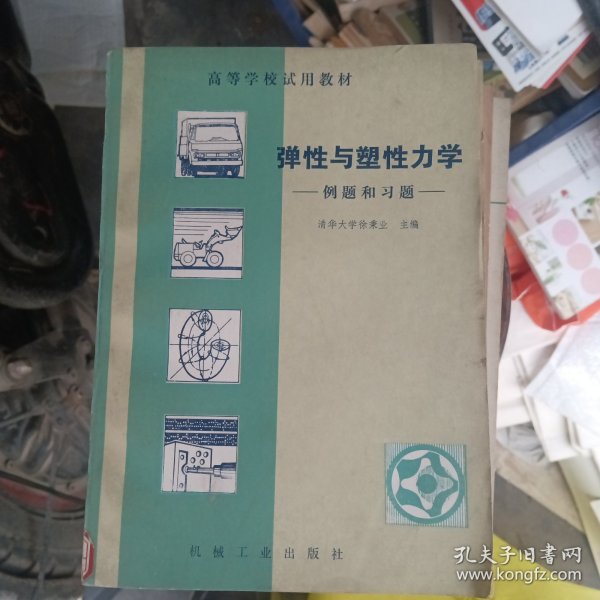 高等学校试用教材
弹性与塑性力学
—例题和习题—
清华大学徐秉业 主编
机械工业出版社
孔夫子旧书网
www.kongfz.com